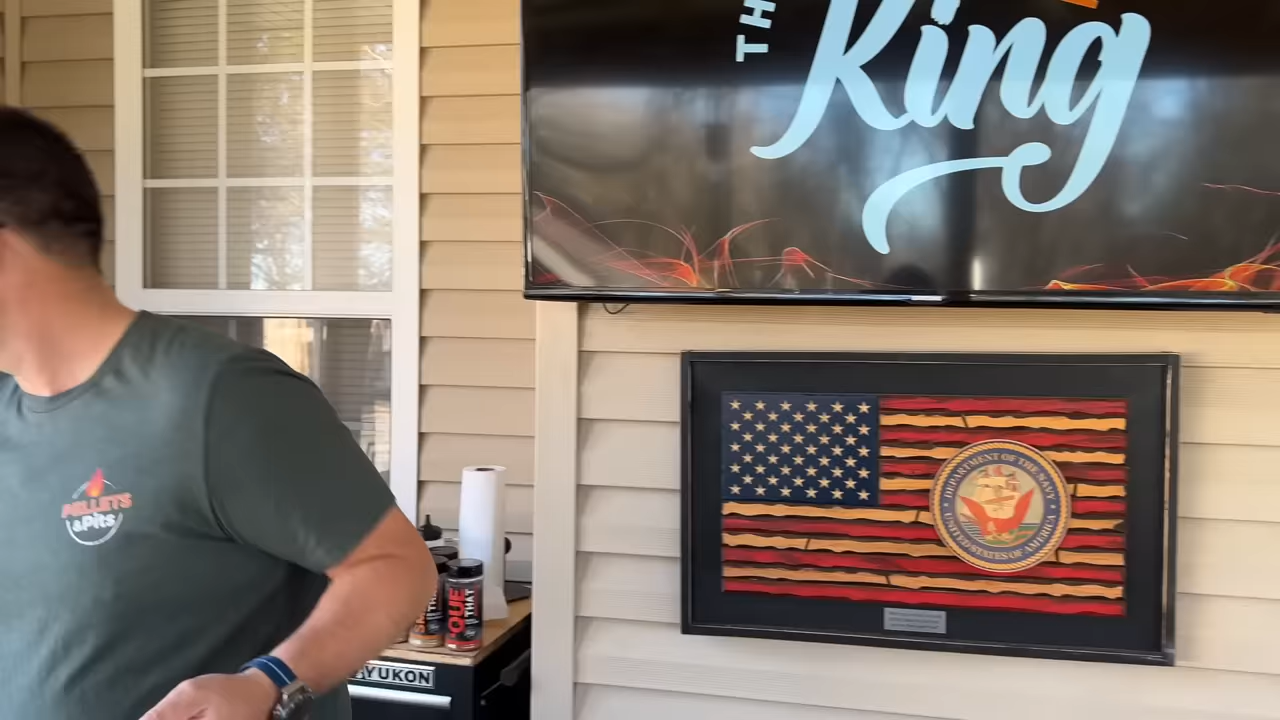 TH
King
PELLETS
&Pits
DEPARTMENT OF THE NAVY
UNITED STATES OF AMERICA
QUE
THAT
YUKON